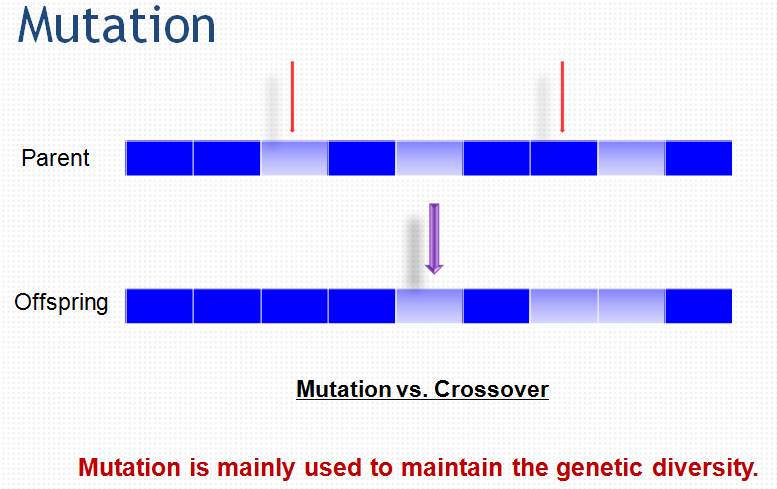 Mutation
Parent
Offspring
Mutation vs. Crossover
Mutation is mainly used to maintain the genetic diversity.